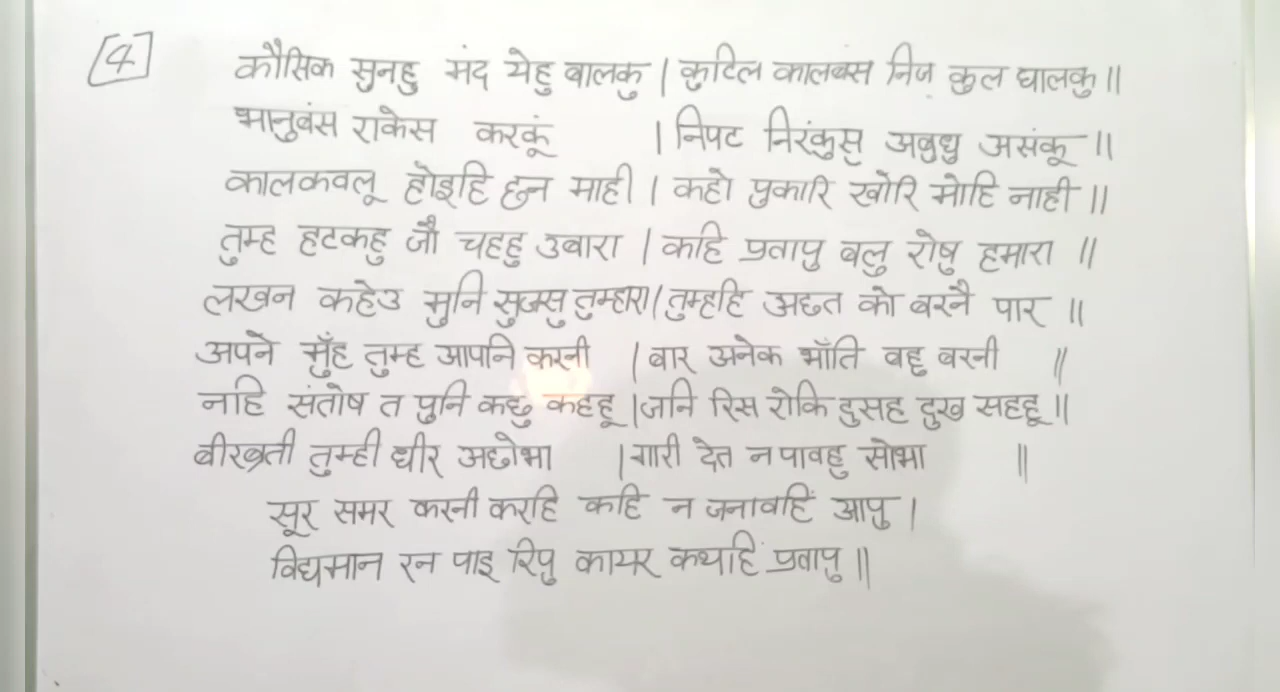 [4] कौसिक सुनहु मंद येहु बालकु | कुटिल कालबंस निज कुल घालकु ||
भानुबंस राकेस करकूं | निपट निरंकुसु अबुधु असंकू ||
कालकवलू होइहि छन माही | कहो पुकारि खोरि मोहि नाही ||
तुम्ह हटकहु जौ चहहु उबारा | कहि प्रतापु बलु रोषु हमारा ||
लखन कहेउ मुनि सुजसु तुम्हारा | तुम्हहि अछत को बरनै पार ||
अपने मुँह तुम्ह आपनि करनी | बार अनेक भाँति बहु बरनी ||
नहि संतोष त पुनि कछु कहहू | जनि रिस रोकि दुसह दुख सहहू ||
बीरब्रती तुम्ही धीर अछोभा | गारी देत न पावहु सोभा ||
सूर समर करनी करहि कहि न जनावहिं आपु |
विद्यमान रन पाइ रिपु कायर कथहिं प्रतापु ||